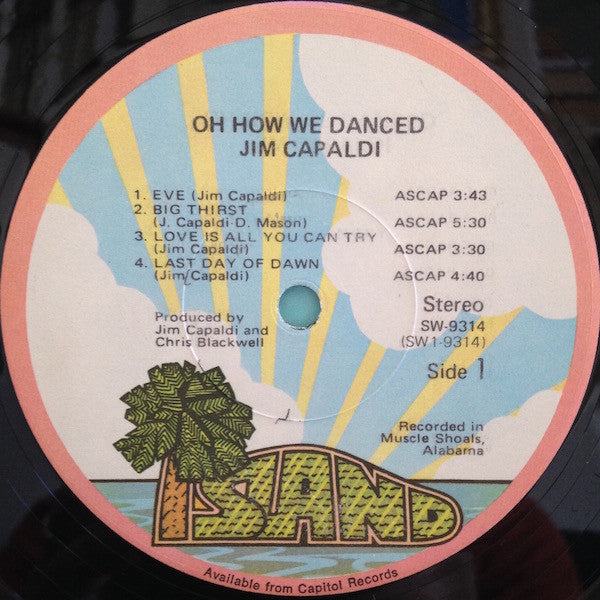 OH HOW WE DANCED
JIM CAPALDI
1. EVE (Jim Capaldi) ASCAP 3:43
2. BIG THIRST
(J. Capaldi-D. Mason) ASCAP 5:30
3. LOVE IS ALL YOU CAN TRY
(Jim Capaldi) ASCAP 3:30
4. LAST DAY OF DAWN
(Jim Capaldi) ASCAP 4:40
Produced by
Jim Capaldi and
Chris Blackwell
Stereo
SW-9314
(SW1-9314)
Side 1
Recorded in
Muscle Shoals,
Alabama
ISLAND
Available from Capitol Records